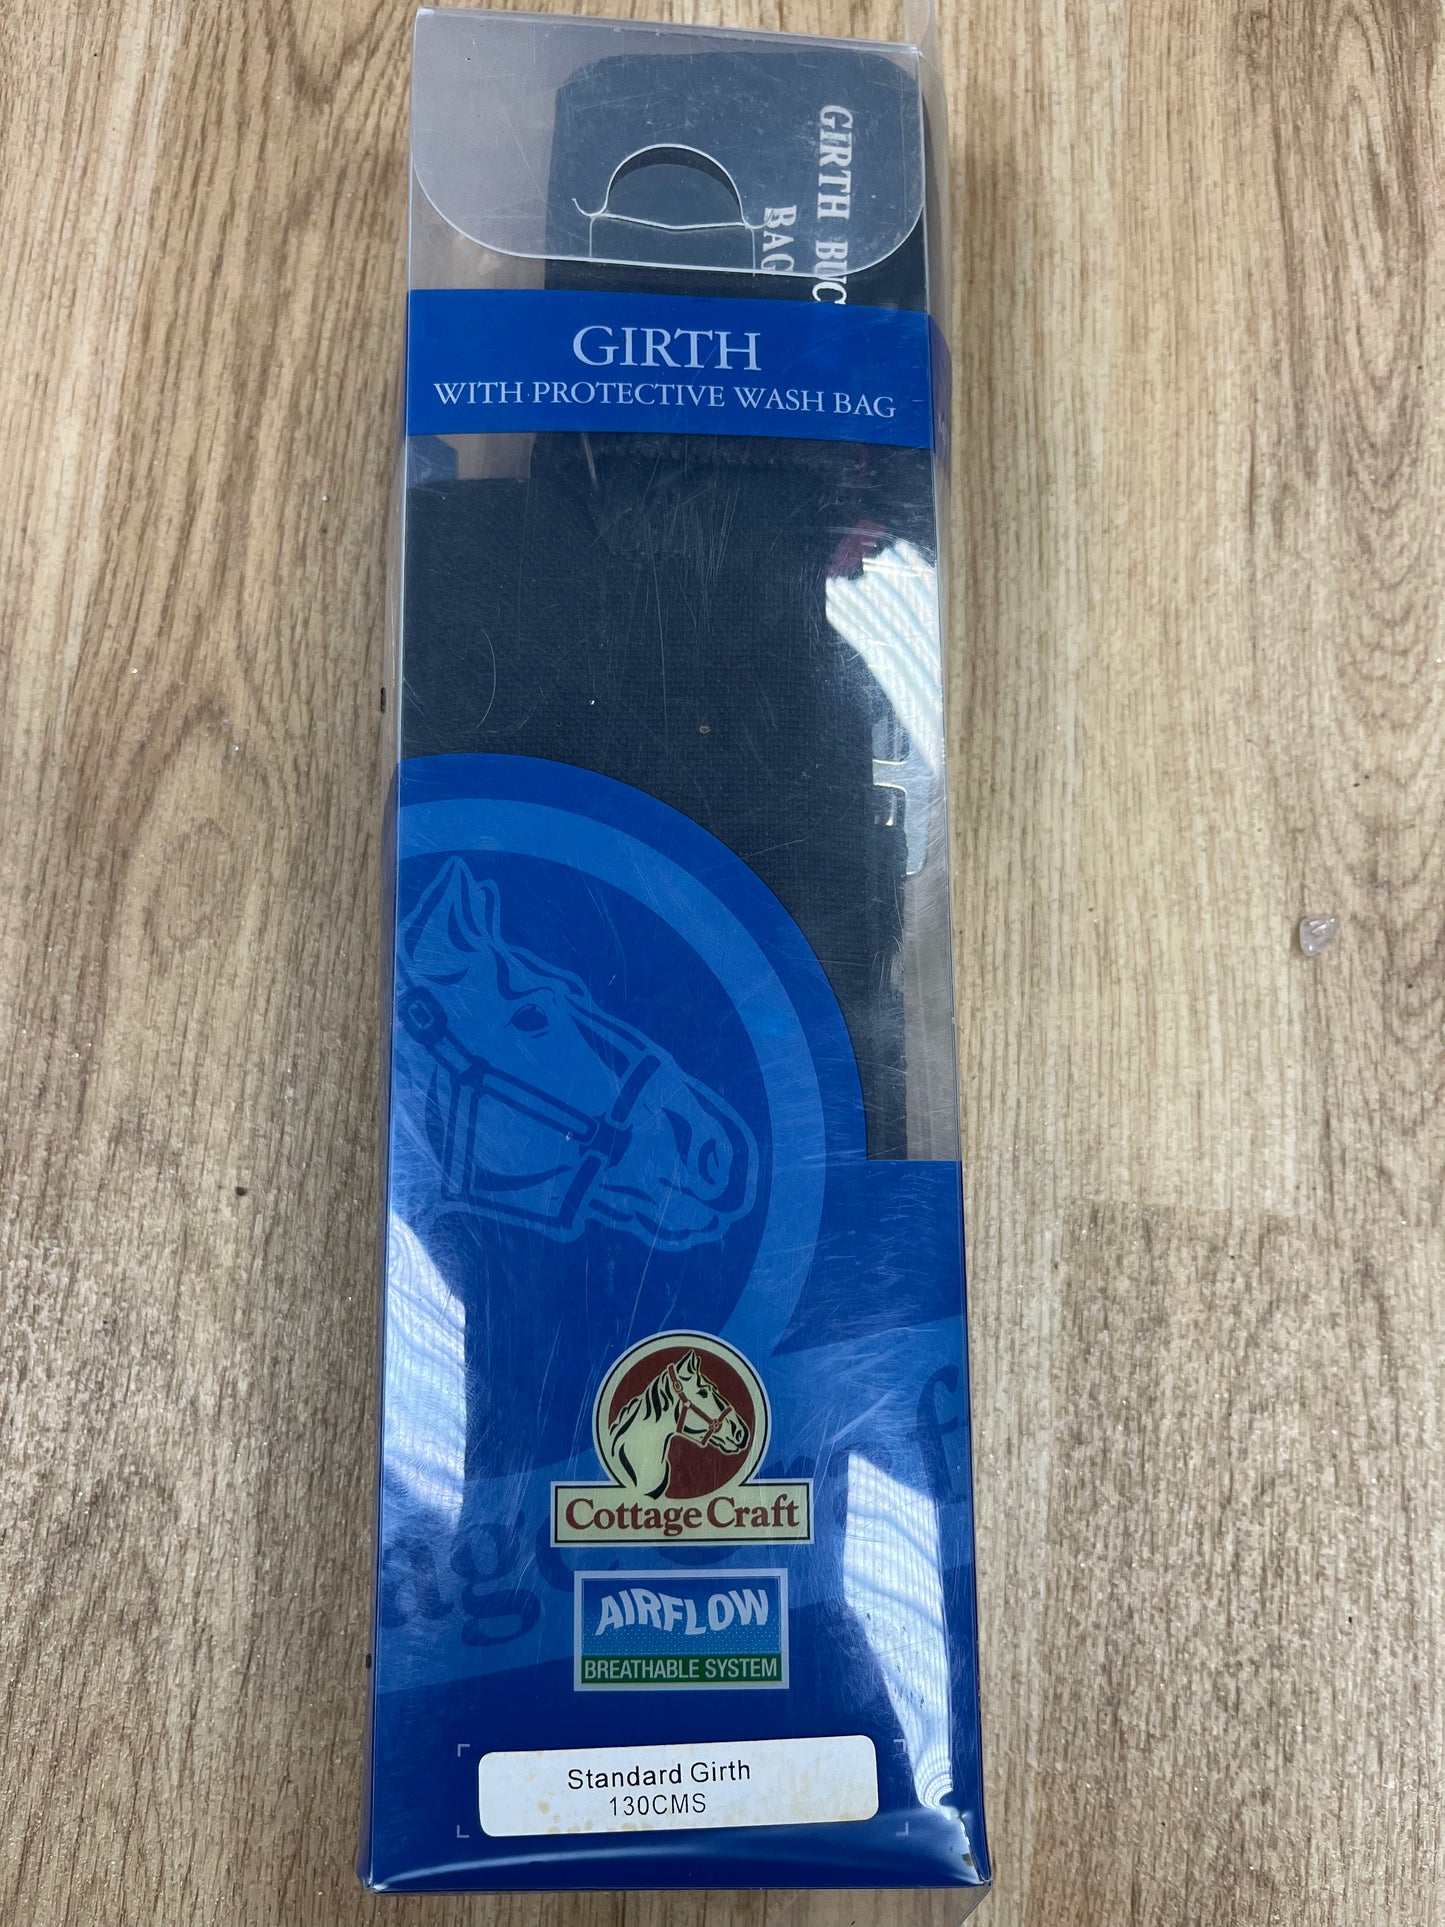 GIRTH BUC
BAG
GIRTH
WITH PROTECTIVE WASH BAG
Cottage Craft
AIRFLOW
BREATHABLE SYSTEM
Standard Girth
130CMS